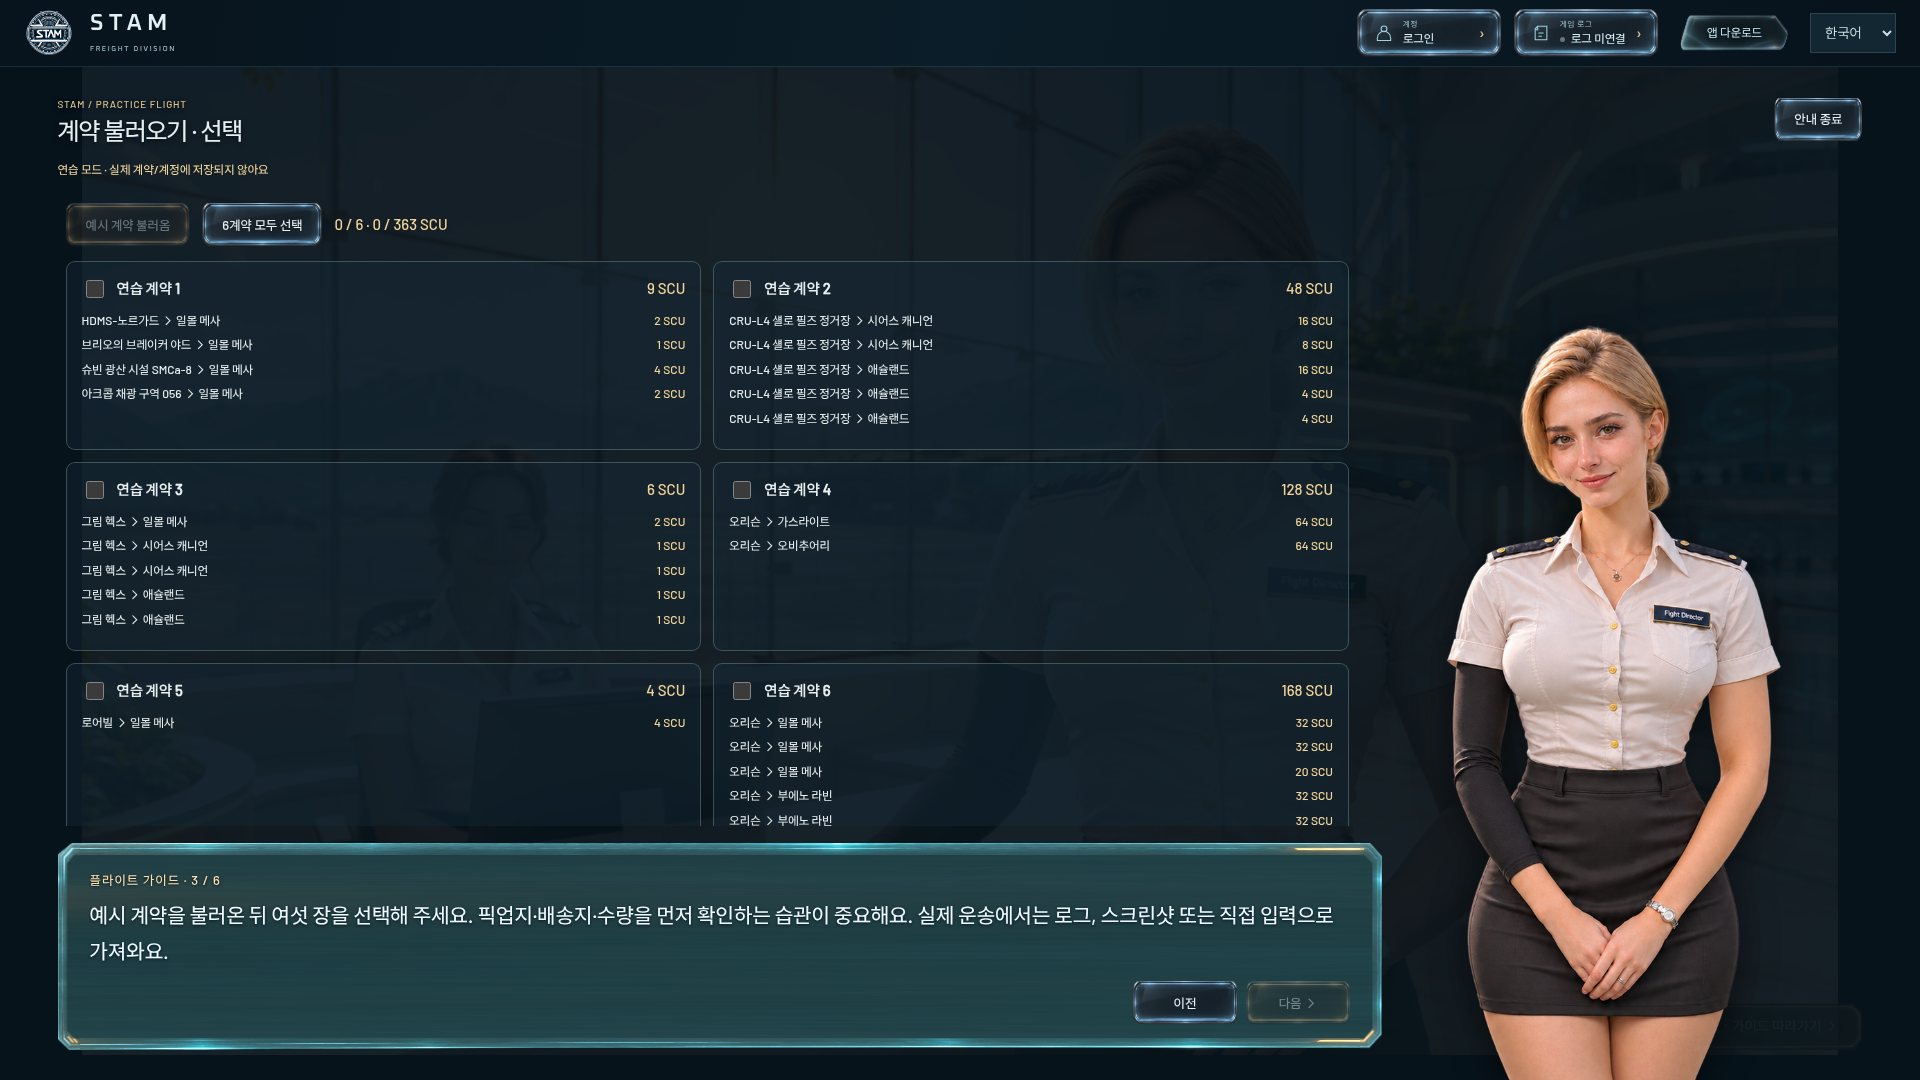 STAM
STAM
FREIGHT DIVISION
계정
로그인
게임 로그
로그 미연결
앱 다운로드
한국어
STAM / PRACTICE FLIGHT
계약 불러오기 · 선택
연습 모드 · 실제 계약/계정에 저장되지 않아요
안내 종료
예시 계약 불러옴
6계약 모두 선택
0 / 6 · 0 / 363 SCU
연습 계약 1
9 SCU
HDMS-노르가드 > 일몰 메사
2 SCU
브리오의 브레이커 야드 > 일몰 메사
1 SCU
슈빈 광산 시설 SMCa-8 > 일몰 메사
4 SCU
아크콥 채광 구역 056 > 일몰 메사
2 SCU
연습 계약 2
48 SCU
CRU-L4 섈로 필즈 정거장 > 시어스 캐니언
16 SCU
CRU-L4 섈로 필즈 정거장 > 시어스 캐니언
8 SCU
CRU-L4 섈로 필즈 정거장 > 애슐랜드
16 SCU
CRU-L4 섈로 필즈 정거장 > 애슐랜드
4 SCU
CRU-L4 섈로 필즈 정거장 > 애슐랜드
4 SCU
연습 계약 3
6 SCU
그림 헥스 > 일몰 메사
2 SCU
그림 헥스 > 시어스 캐니언
1 SCU
그림 헥스 > 시어스 캐니언
1 SCU
그림 헥스 > 애슐랜드
1 SCU
그림 헥스 > 애슐랜드
1 SCU
연습 계약 4
128 SCU
오리슨 > 가스라이트
64 SCU
오리슨 > 오비추어리
64 SCU
연습 계약 5
4 SCU
로어빌 > 일몰 메사
4 SCU
연습 계약 6
168 SCU
오리슨 > 일몰 메사
32 SCU
오리슨 > 일몰 메사
32 SCU
오리슨 > 일몰 메사
20 SCU
오리슨 > 부에노 라빈
32 SCU
오리슨 > 부에노 라빈
32 SCU
Flight Director
Flight Director
플라이트 가이드 · 3 / 6
예시 계약을 불러온 뒤 여섯 장을 선택해 주세요. 픽업지·배송지·수량을 먼저 확인하는 습관이 중요해요. 실제 운송에서는 로그, 스크린샷 또는 직접 입력으로
가져와요.
이전
다음 >
가이드 따라가기 >